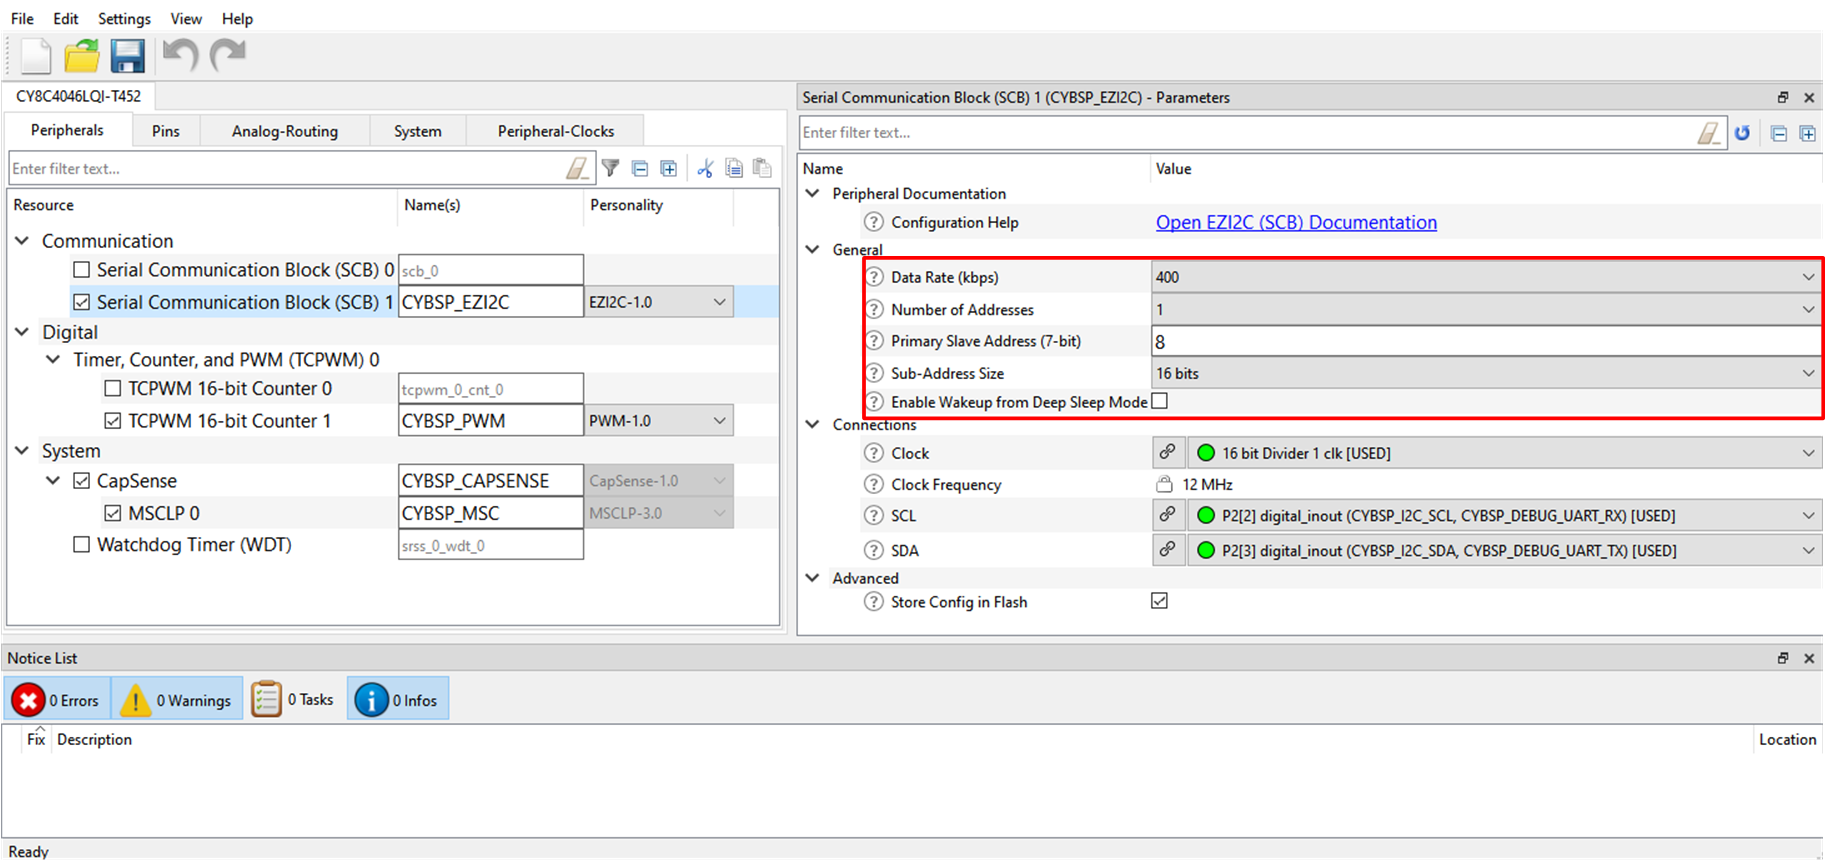 File Edit Settings View Help
CY8C4046LQI-T452
Peripherals Pins Analog-Routing System Peripheral-Clocks
Enter filter text...
Resource Name(s) Personality
Communication
Serial Communication Block (SCB) 0 scb_0
Serial Communication Block (SCB) 1 CYBSP_EZI2C EZI2C-1.0
Digital
Timer, Counter, and PWM (TCPWM) 0
TCPWM 16-bit Counter 0 tcpwm_0_cnt_0
TCPWM 16-bit Counter 1 CYBSP_PWM PWM-1.0
System
CapSense CYBSP_CAPSENSE CapSense-1.0
MSCLP 0 CYBSP_MSC MSCLP-3.0
Watchdog Timer (WDT) srss_0_wdt_0
Serial Communication Block (SCB) 1 (CYBSP_EZI2C) - Parameters
Enter filter text...
Name Value
Peripheral Documentation
Configuration Help Open EZI2C (SCB) Documentation
General
Data Rate (kbps) 400
Number of Addresses 1
Primary Slave Address (7-bit) 8
Sub-Address Size 16 bits
Enable Wakeup from Deep Sleep Mode
Connections
Clock 16 bit Divider 1 clk [USED]
Clock Frequency 12 MHz
SCL P2[2] digital_inout (CYBSP_I2C_SCL, CYBSP_DEBUG_UART_RX) [USED]
SDA P2[3] digital_inout (CYBSP_I2C_SDA, CYBSP_DEBUG_UART_TX) [USED]
Advanced
Store Config in Flash
Notice List
0 Errors 0 Warnings 0 Tasks 0 Infos
Fix Description Location
Ready